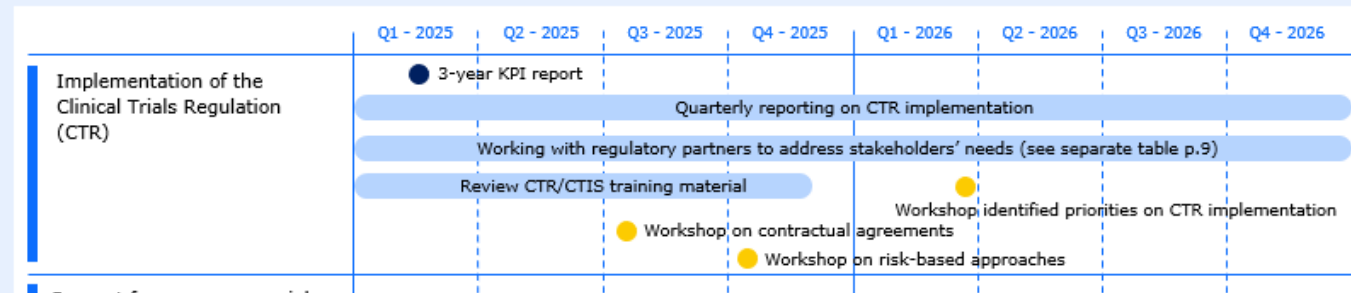 Q1 - 2025 Q2 - 2025 Q3 - 2025 Q4 - 2025 Q1 - 2026 Q2 - 2026 Q3 - 2026 Q4 - 2026
Implementation of the
Clinical Trials Regulation
(CTR)
3-year KPI report
Quarterly reporting on CTR implementation
Working with regulatory partners to address stakeholders’ needs (see separate table p.9)
Review CTR/CTIS training material
Workshop identified priorities on CTR implementation
Workshop on contractual agreements
Workshop on risk-based approaches